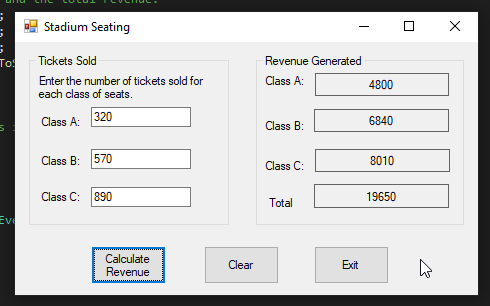 and the total revenue.
;
Stadium Seating
;
;
ToS
Tickets Sold
Enter the number of tickets sold for
each class of seats.
Class A: 320
Class B: 570
Class C: 890
Revenue Generated
Class A: 4800
Class B: 6840
Class C: 8010
Total 19650
s
Eve
Calculate
Revenue
Clear
Exit